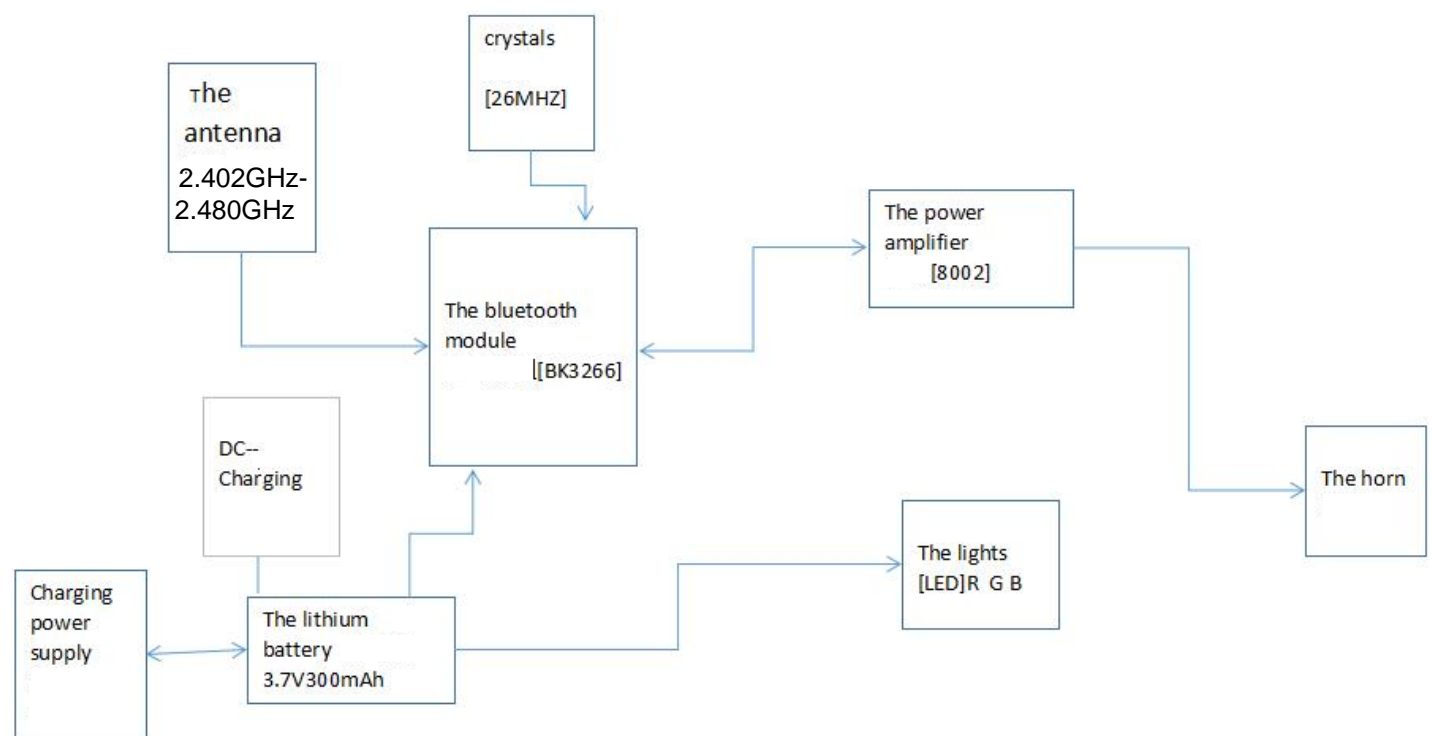 crystals
[26MHZ]
The
antenna
2.402GHz-
2.480GHz
The power
amplifier
[8002]
The bluetooth
module
[[BK3266]
DC--
Charging
The horn
The lights
[LED]R G B
Charging
power
supply
The lithium
battery
3.7V300mAh